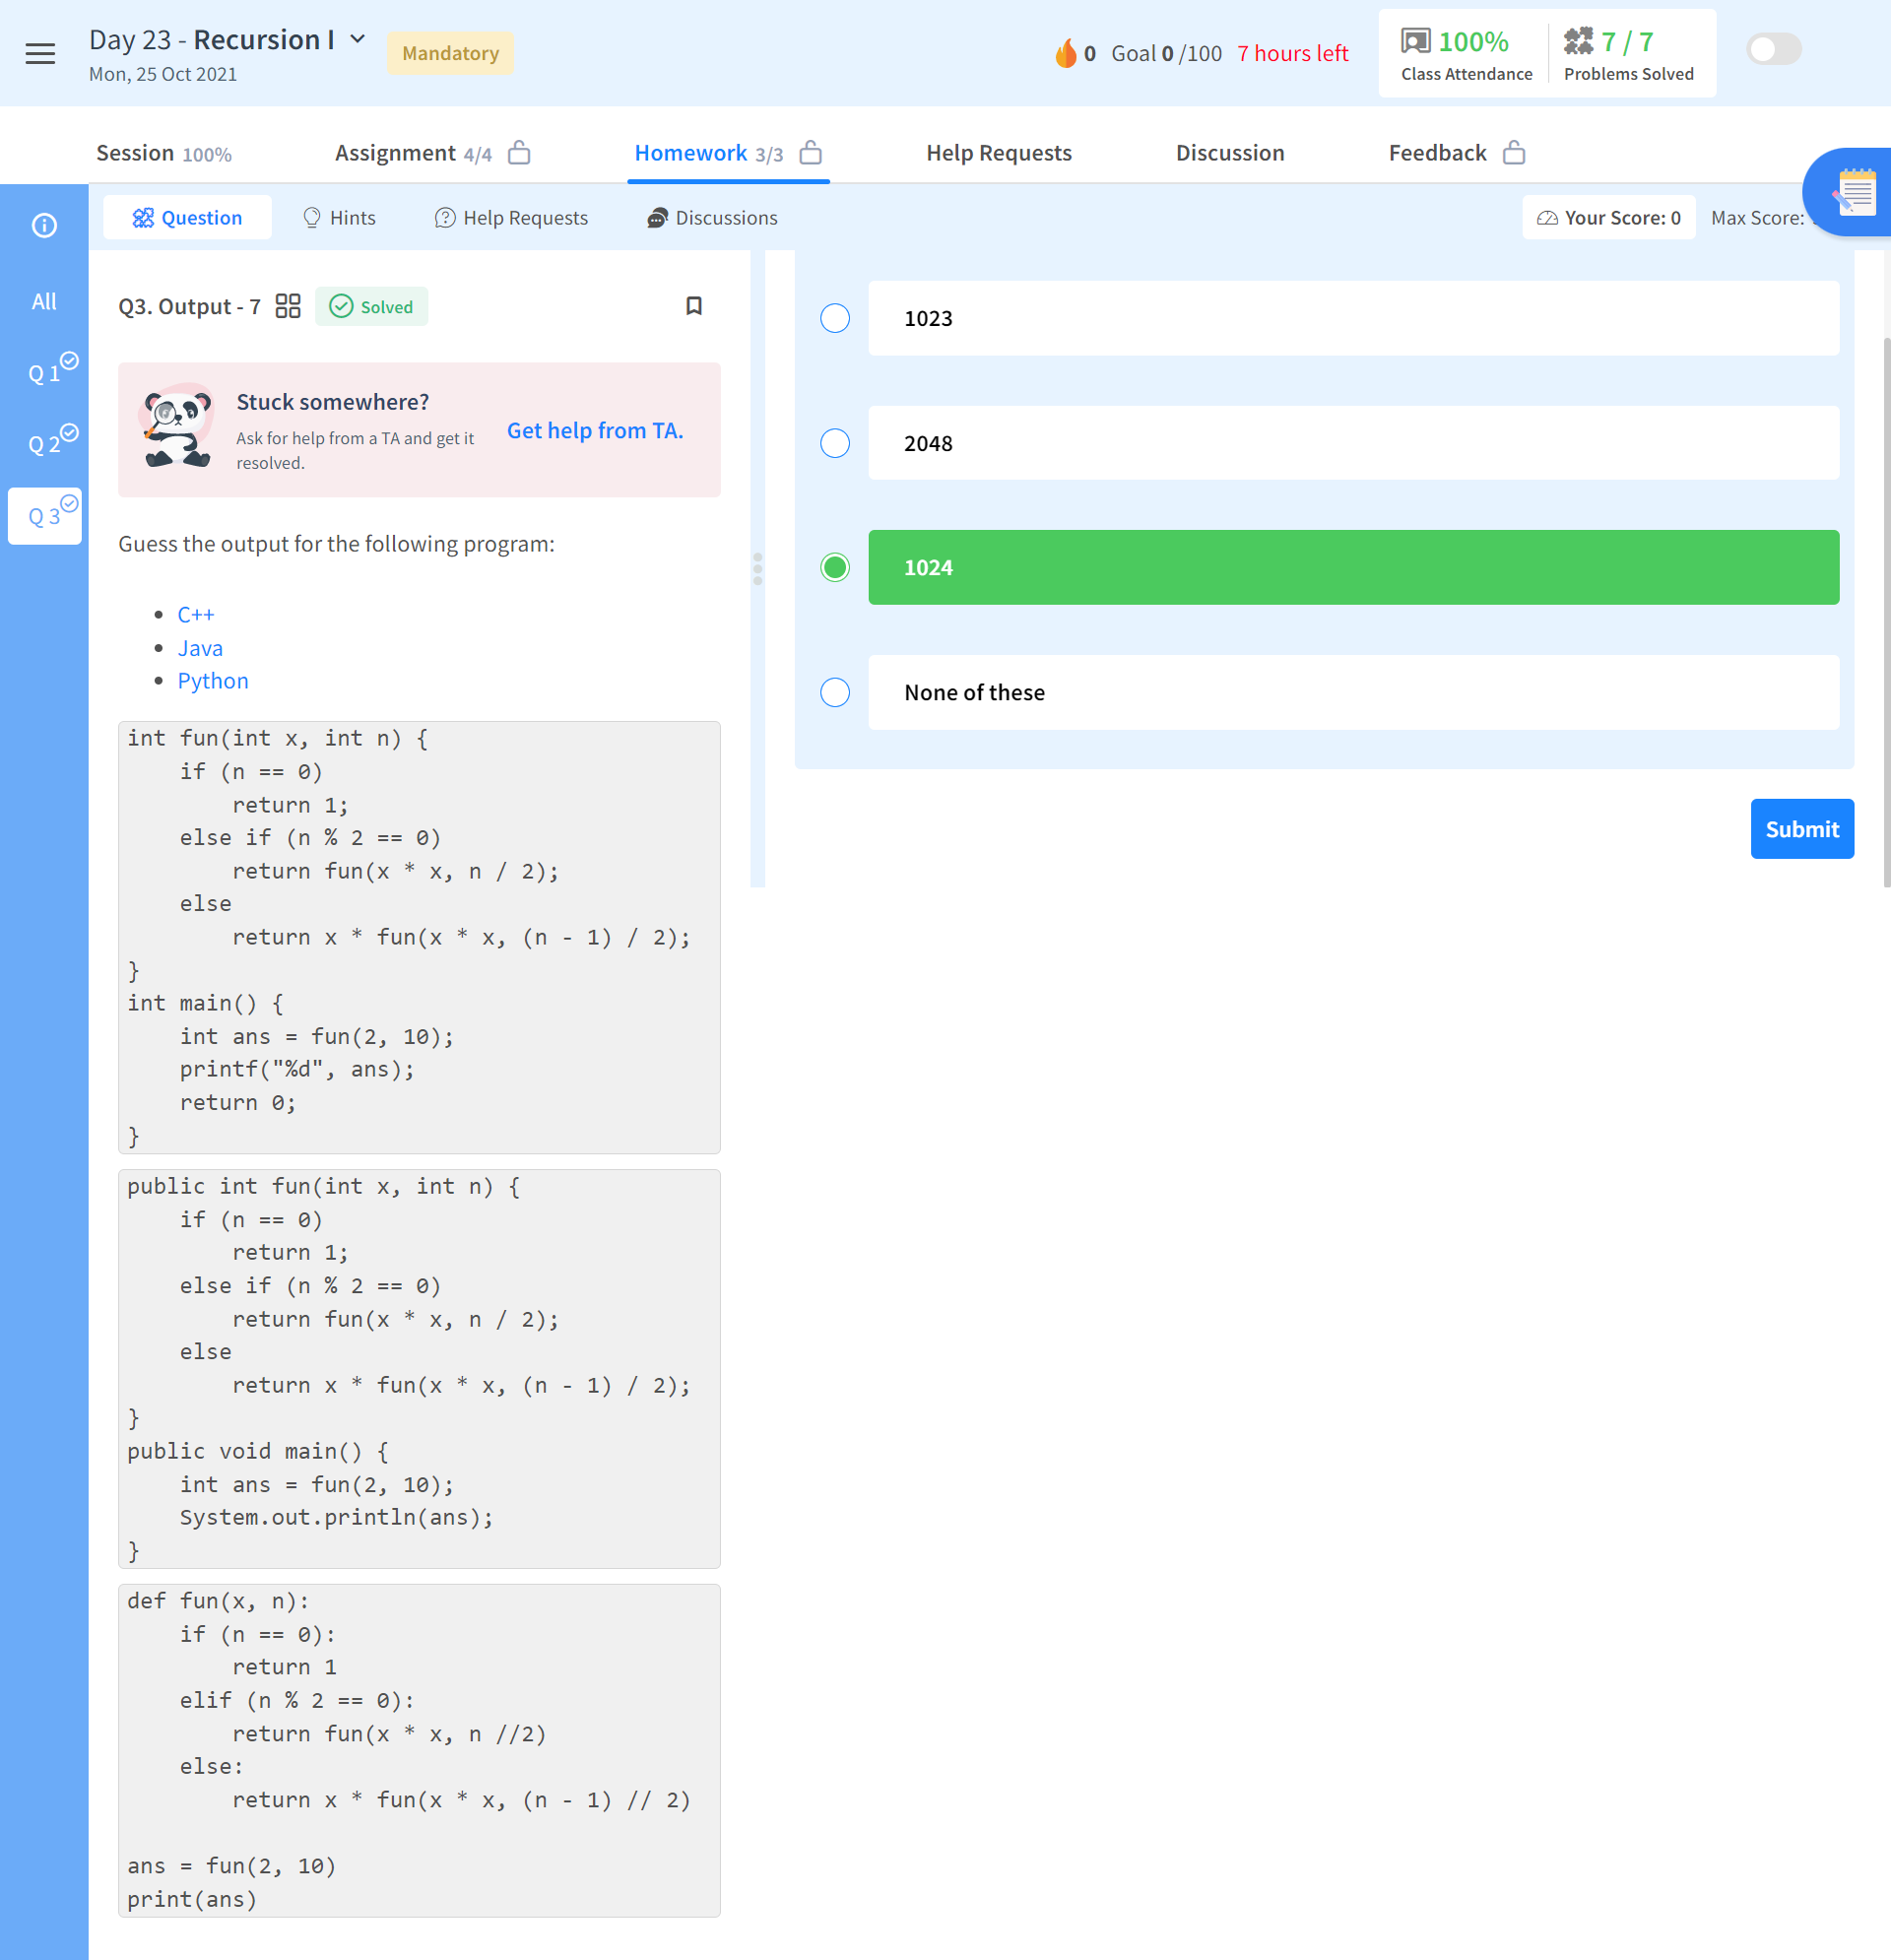 Day 23 - Recursion I
Mandatory
Mon, 25 Oct 2021
0 Goal 0 /100 7 hours left
100%
Class Attendance
7 / 7
Problems Solved
Session 100%
Assignment 4/4
Homework 3/3
Help Requests
Discussion
Feedback
All
Q 1
Q 2
Q 3
Question
Hints
Help Requests
Discussions
Your Score: 0
Max Score:
Q3. Output - 7
Solved
Stuck somewhere?
Ask for help from a TA and get it
resolved.
Get help from TA.
Guess the output for the following program:
C++
Java
Python
int fun(int x, int n) {
    if (n == 0)
        return 1;
    else if (n % 2 == 0)
        return fun(x * x, n / 2);
    else
        return x * fun(x * x, (n - 1) / 2);
}
int main() {
    int ans = fun(2, 10);
    printf("%d", ans);
    return 0;
}
public int fun(int x, int n) {
    if (n == 0)
        return 1;
    else if (n % 2 == 0)
        return fun(x * x, n / 2);
    else
        return x * fun(x * x, (n - 1) / 2);
}
public void main() {
    int ans = fun(2, 10);
    System.out.println(ans);
}
def fun(x, n):
    if (n == 0):
        return 1
    elif (n % 2 == 0):
        return fun(x * x, n //2)
    else:
        return x * fun(x * x, (n - 1) // 2)
ans = fun(2, 10)
print(ans)
1023
2048
1024
None of these
Submit